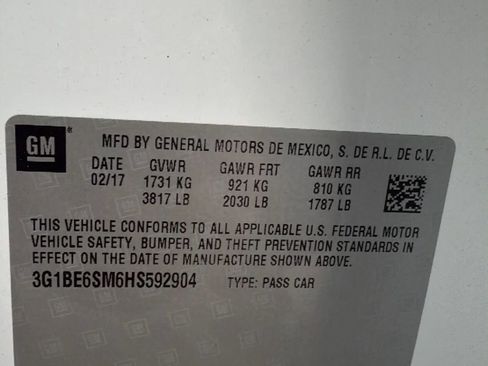 GM MFD BY GENERAL MOTORS DE MEXICO, S. DE R.L. DE C.V.
DATE GVWR GAWR FRT GAWR RR
02/17 1731 KG 921 KG 810 KG
3817 LB 2030 LB 1787 LB
THIS VEHICLE CONFORMS TO ALL APPLICABLE U.S. FEDERAL MOTOR
VEHICLE SAFETY, BUMPER, AND THEFT PREVENTION STANDARDS IN
EFFECT ON THE DATE OF MANUFACTURE SHOWN ABOVE.
3G1BE6SM6HS592904 TYPE: PASS CAR